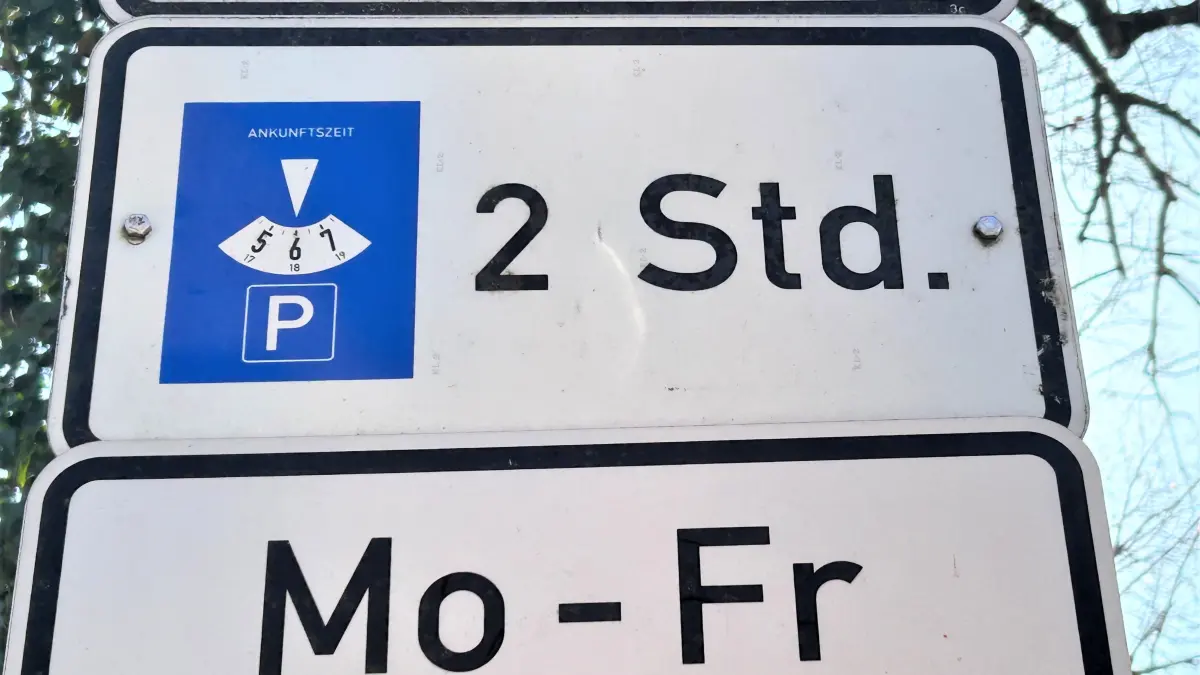 ANKUNFTSZEIT
5 6 7
17 18 19
P
2 Std.
Mo - Fr